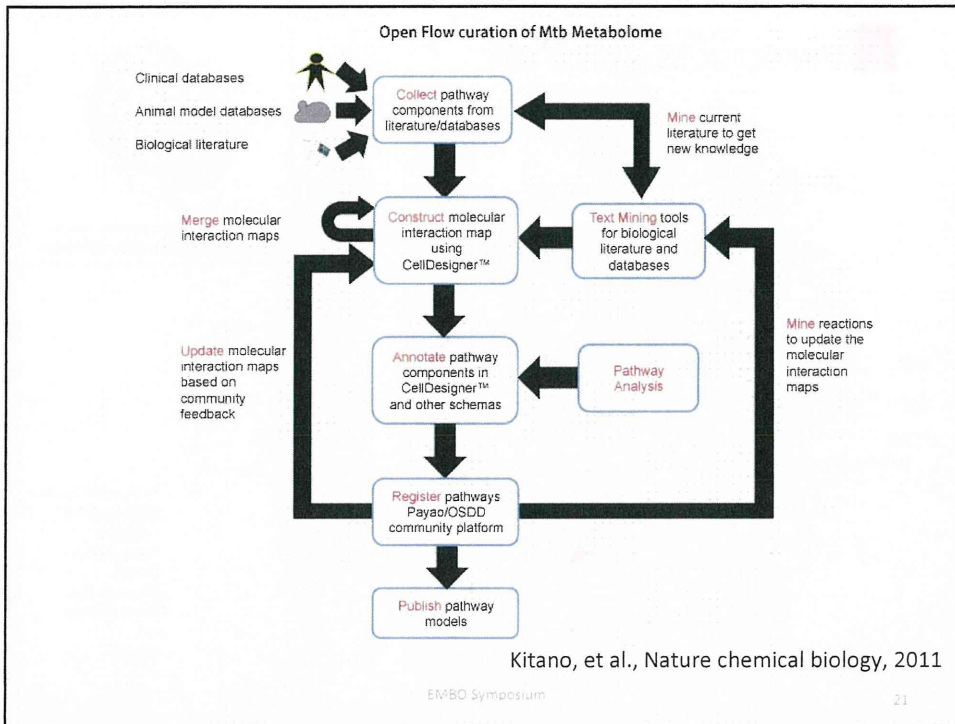 Open Flow curation of Mtb Metabolome
Clinical databases
Animal model databases
Biological literature
Collect pathway
components from
literature/databases
Mine current
literature to get
new knowledge
Merge molecular
interaction maps
Construct molecular
interaction map
using
CellDesigner™
Text Mining tools
for biological
literature and
databases
Update molecular
interaction maps
based on
community
feedback
Annotate pathway
components in
CellDesigner™
and other schemas
Pathway
Analysis
Mine reactions
to update the
molecular
interaction
maps
Register pathways
Payao/OSDD
community platform
Publish pathway
models
Kitano, et al., Nature chemical biology, 2011
EMBO Symposium
21